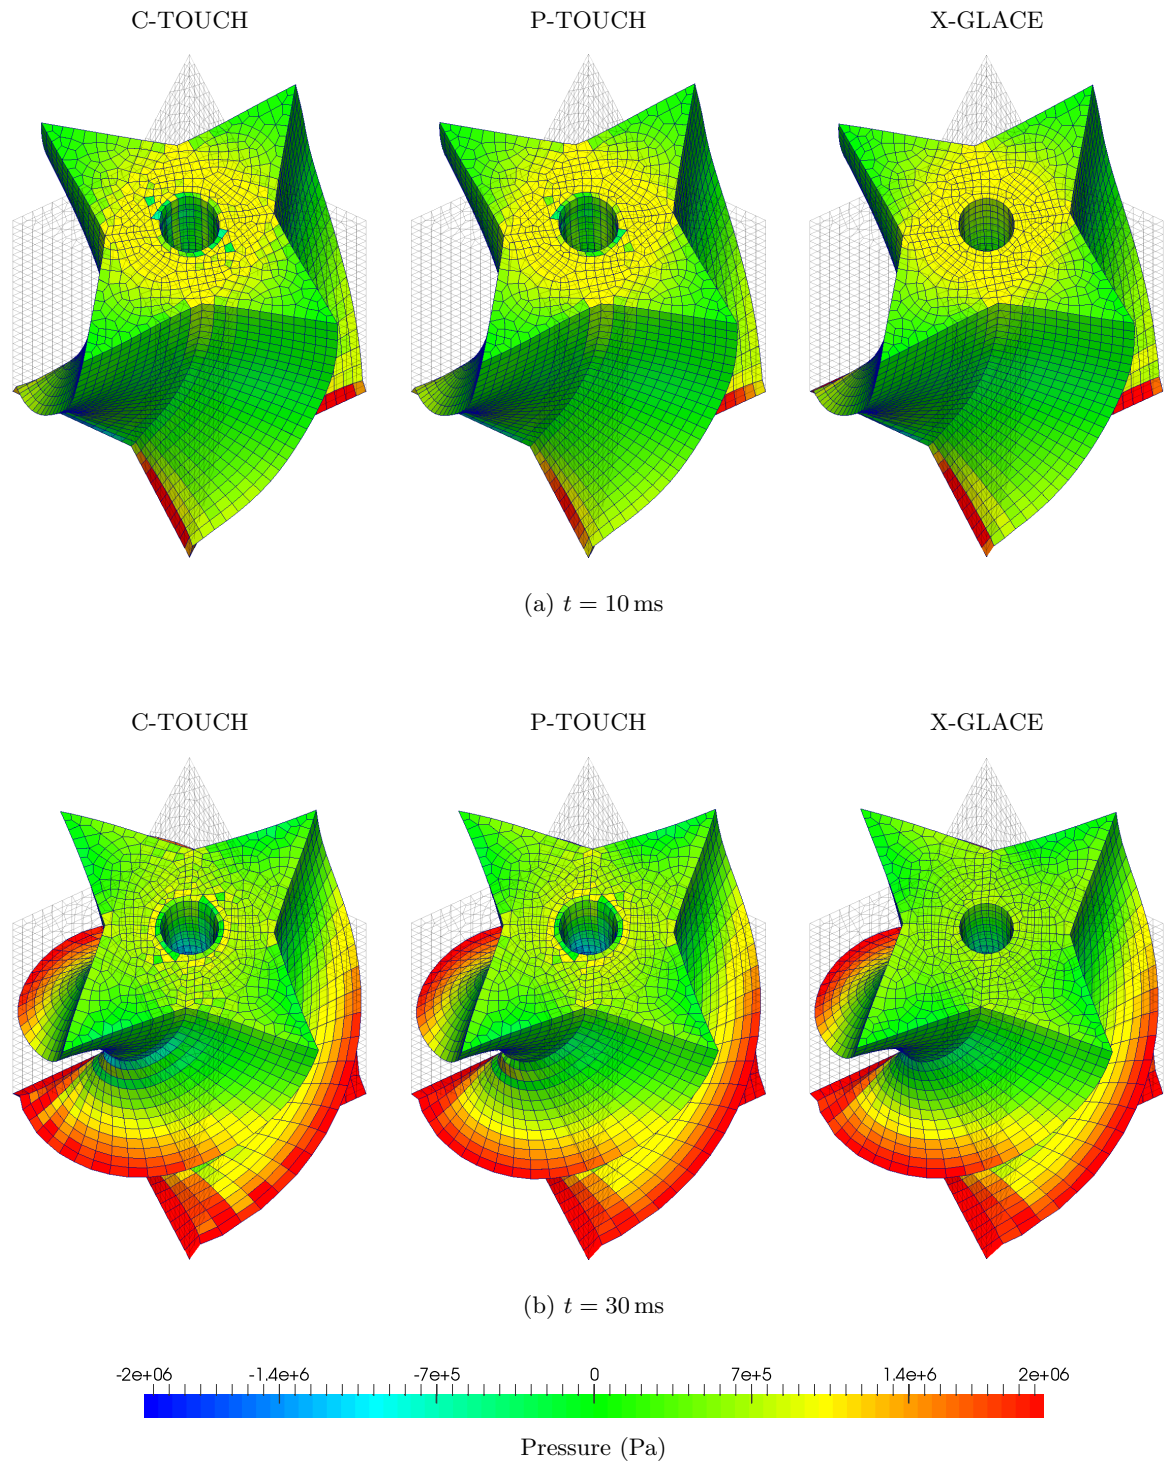 C-TOUCH P-TOUCH X-GLACE
(a) t = 10 ms
C-TOUCH P-TOUCH X-GLACE
(b) t = 30 ms
-2e+06 -1.4e+6 -7e+5 0 7e+5 1.4e+6 2e+06
Pressure (Pa)